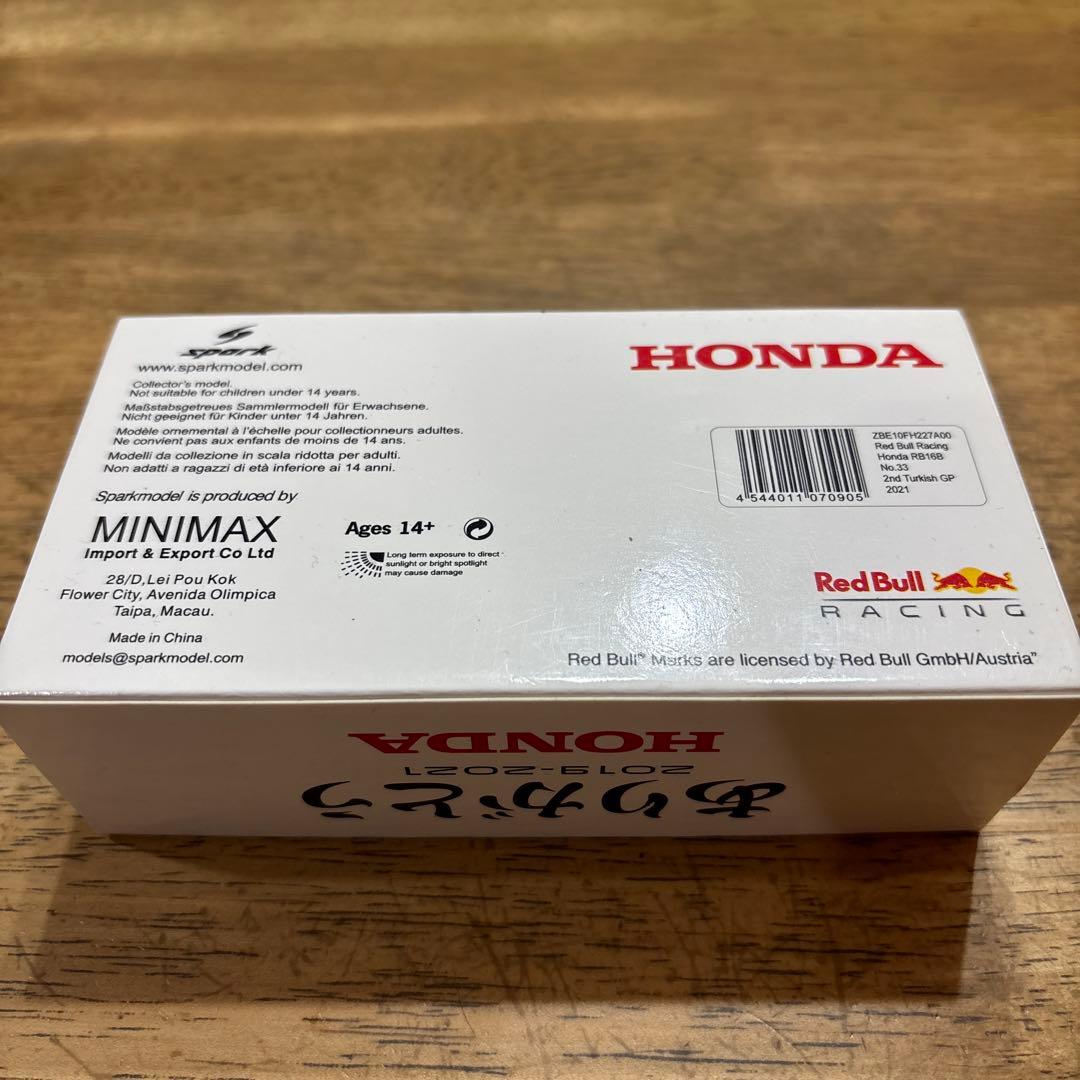 spark
www.sparkmodel.com
Collector's model.
Not suitable for children under 14 years.
Maßstabsgetreues Sammlermodell für Erwachsene.
Nicht geeignet für Kinder unter 14 Jahren.
Modèle ornemental à l'échelle pour collectionneurs adultes.
Ne convient pas aux enfants de moins de 14 ans.
Modelli da collezione in scala ridotta per adulti.
Non adatti a ragazzi di età inferiore ai 14 anni.
Sparkmodel is produced by
MINIMAX
Import & Export Co Ltd
28/D,Lei Pou Kok
Flower City, Avenida Olimpica
Taipa, Macau.
Made in China
models@sparkmodel.com
Ages 14+
Long term exposure to direct
sunlight or bright spotlight
may cause damage
HONDA
4 544011 070905
ZBE10FH227A00
Red Bull Racing
Honda RB16B
No.33
2nd Turkish GP
2021
Red Bull
RACING
Red Bull® Marks are licensed by Red Bull GmbH/Austria"
ありがとう
2019-2021
HONDA